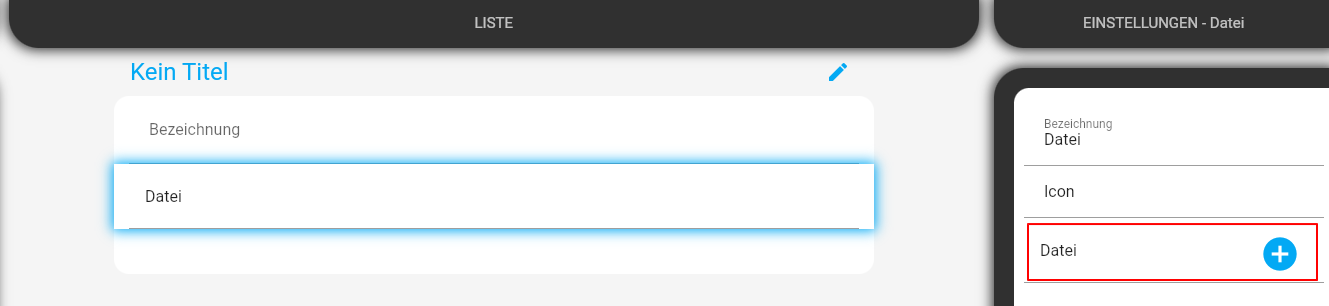 LISTE
EINSTELLUNGEN - Datei
Kein Titel
Bezeichnung
Datei
Bezeichnung
Datei
Icon
Datei